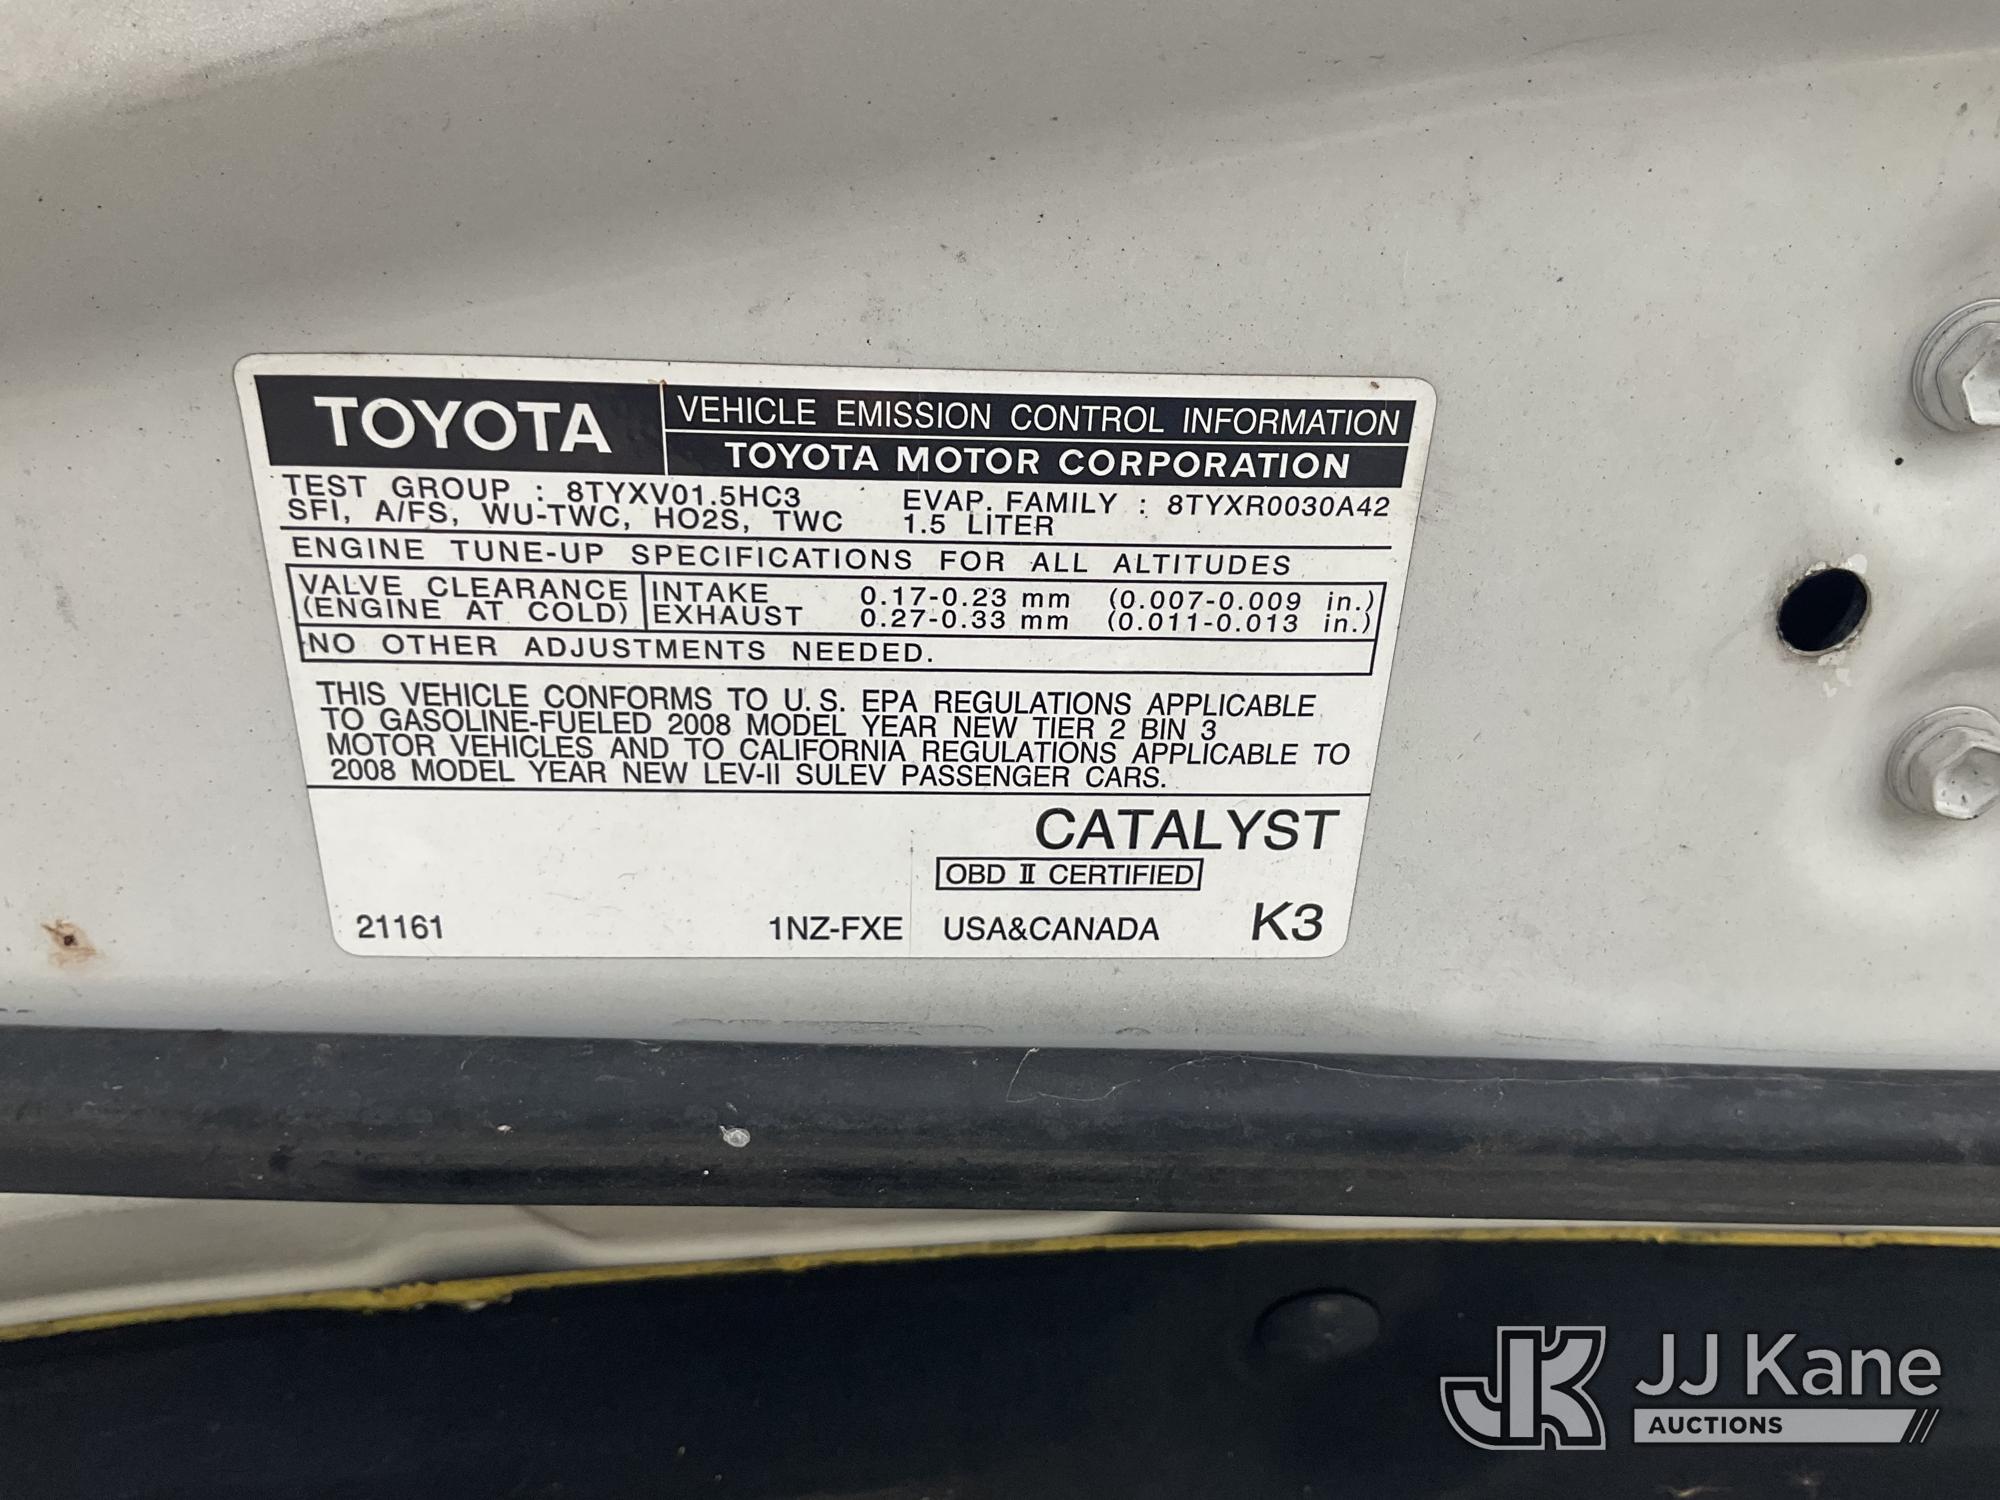 TOYOTA
VEHICLE EMISSION CONTROL INFORMATION
TOYOTA MOTOR CORPORATION
TEST GROUP : 8TYXV01.5HC3 EVAP. FAMILY : 8TYXR0030A42
SFI, A/FS, WU-TWC, HO2S, TWC 1.5 LITER
ENGINE TUNE-UP SPECIFICATIONS FOR ALL ALTITUDES
VALVE CLEARANCE INTAKE 0.17-0.23 mm (0.007-0.009 in.)
(ENGINE AT COLD) EXHAUST 0.27-0.33 mm (0.011-0.013 in.)
NO OTHER ADJUSTMENTS NEEDED.
THIS VEHICLE CONFORMS TO U.S. EPA REGULATIONS APPLICABLE
TO GASOLINE-FUELED 2008 MODEL YEAR NEW TIER 2 BIN 3
MOTOR VEHICLES AND TO CALIFORNIA REGULATIONS APPLICABLE TO
2008 MODEL YEAR NEW LEV-II SULEV PASSENGER CARS.
CATALYST
OBD II CERTIFIED
21161 1NZ-FXE USA&CANADA K3
JK JJ Kane
AUCTIONS